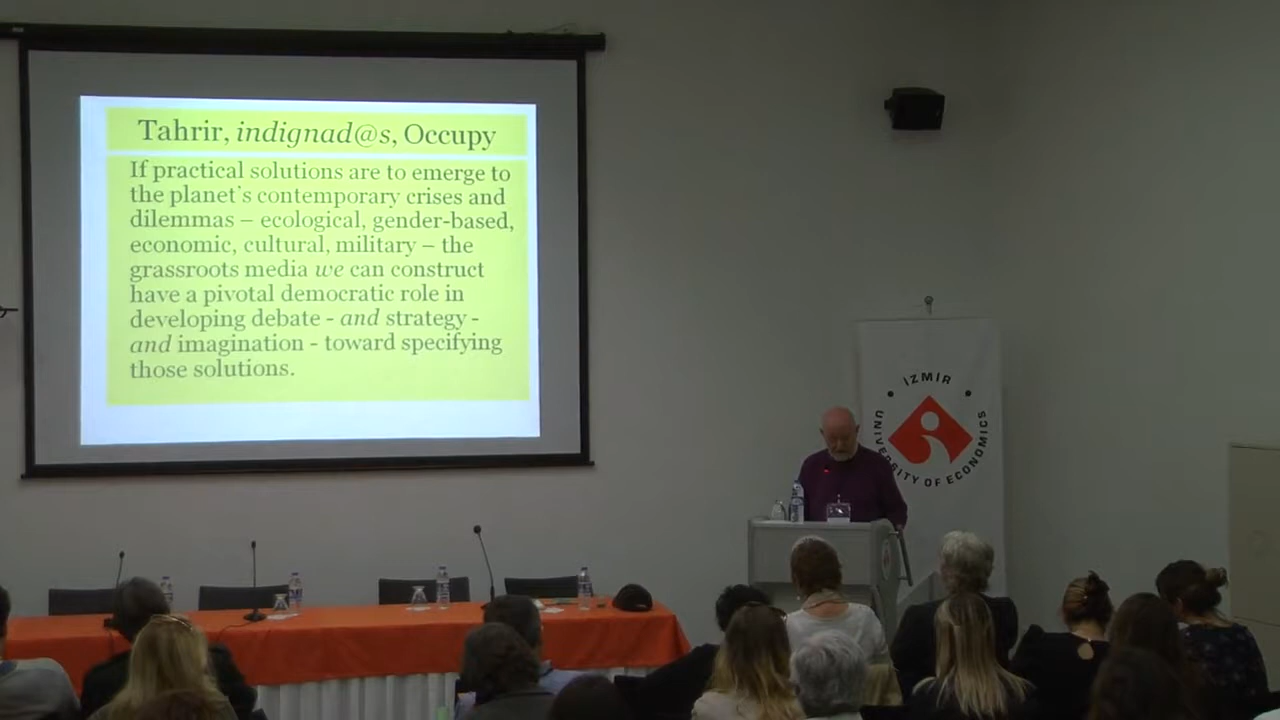 Tahrir, indignad@s, Occupy
If practical solutions are to emerge to
the planet's contemporary crises and
dilemmas – ecological, gender-based,
economic, cultural, military – the
grassroots media we can construct
have a pivotal democratic role in
developing debate - and strategy -
and imagination - toward specifying
those solutions.
IZMIR
UNIVERSITY OF ECONOMICS